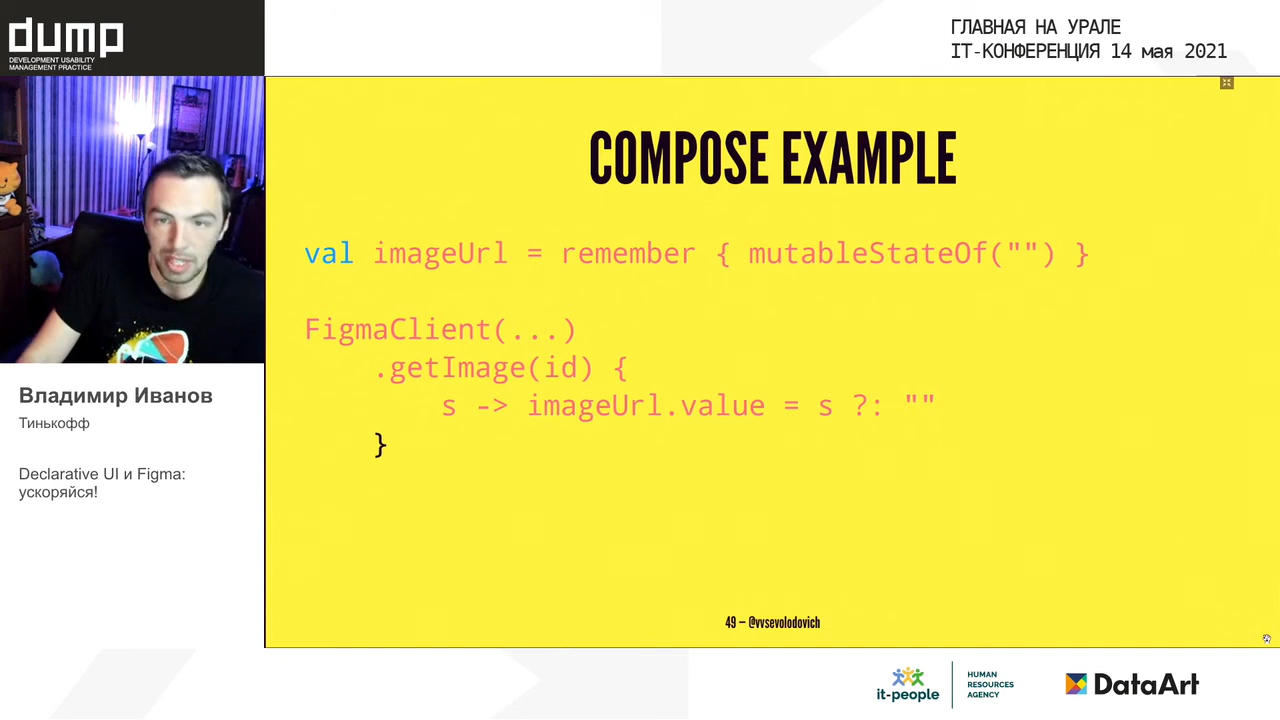 dump
DEVELOPMENT USABILITY
MANAGEMENT PRACTICE
ГЛАВНАЯ НА УРАЛЕ
IT-КОНФЕРЕНЦИЯ 14 мая 2021
COMPOSE EXAMPLE
val imageUrl = remember { mutableStateOf("") }
FigmaClient(...)
.getImage(id) {
s -> imageUrl.value = s ?: ""
}
49 – @vvsevolodovich
Владимир Иванов
Тинькофф
Declarative UI и Figma:
ускоряйся!
it-people
HUMAN
RESOURCES
AGENCY
DataArt